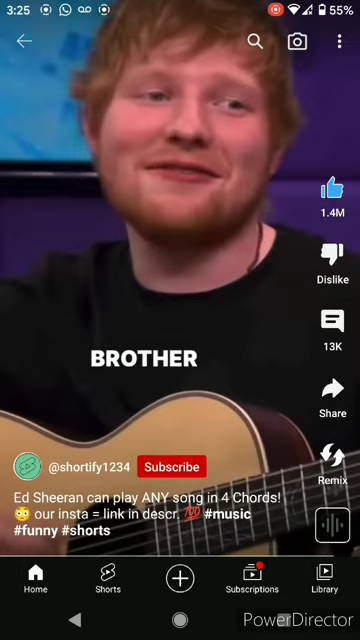 3:25
55%
1.4M
Dislike
BROTHER
13K
Share
@shortify1234
Subscribe
Remix
Ed Sheeran can play ANY song in 4 Chords!
😳 our insta = link in descr. 💯 #music
#funny #shorts
Home
Shorts
Subscriptions
Library
PowerDirector